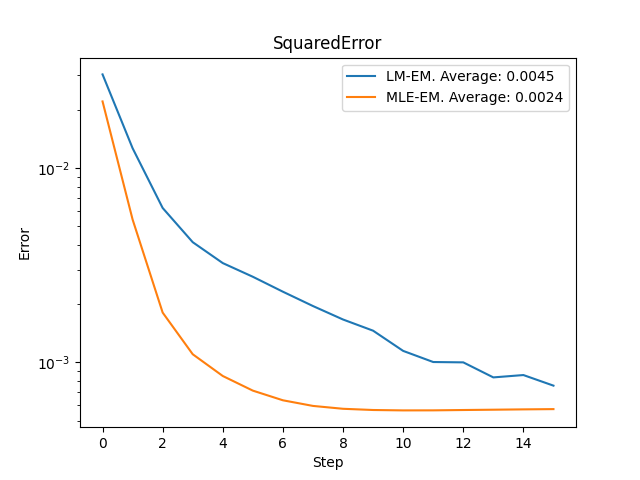 SquaredError
LM-EM. Average: 0.0045
MLE-EM. Average: 0.0024
Error
10⁻²
10⁻³
0 2 4 6 8 10 12 14
Step